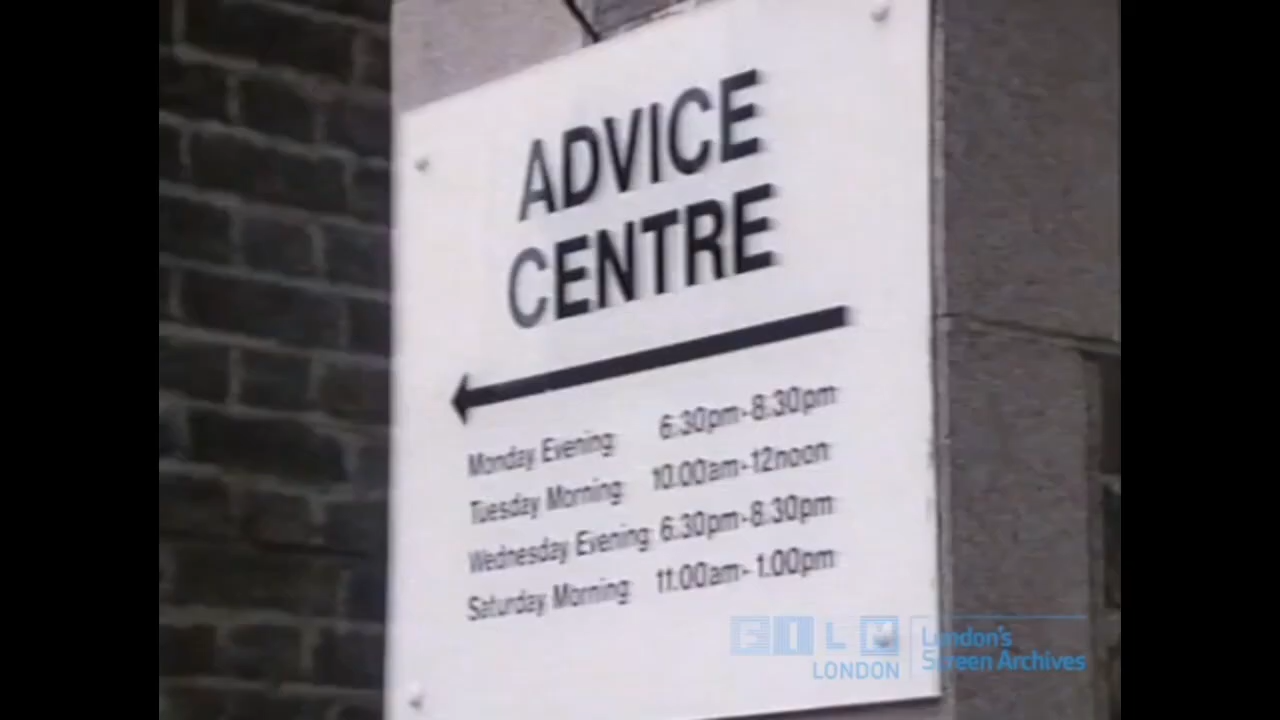 ADVICE
CENTRE
Monday Evening: 6.30pm-8.30pm
Tuesday Morning: 10.00am-12noon
Wednesday Evening: 6.30pm-8.30pm
Saturday Morning: 11.00am-1.00pm
FILM
LONDON
London's
Screen Archives